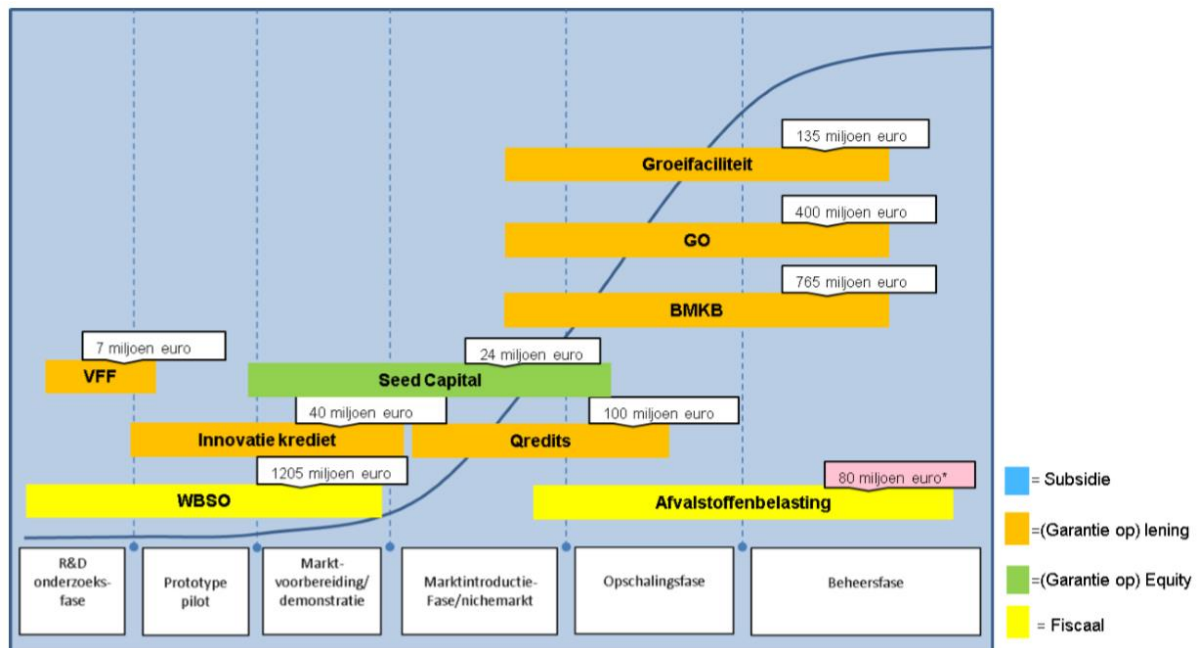 135 miljoen euro
Groeifaciliteit
400 miljoen euro
GO
765 miljoen euro
BMKB
7 miljoen euro
VFF
24 miljoen euro
Seed Capital
40 miljoen euro
Innovatie krediet
100 miljoen euro
Qredits
1205 miljoen euro
WBSO
80 miljoen euro*
Afvalstoffenbelasting
R&D
onderzoeks-
fase
Prototype
pilot
Markt-
voorbereiding/
demonstratie
Marktintroductie-
Fase/nichemarkt
Opschalingsfase
Beheersfase
= Subsidie
=(Garantie op) lening
=(Garantie op) Equity
= Fiscaal